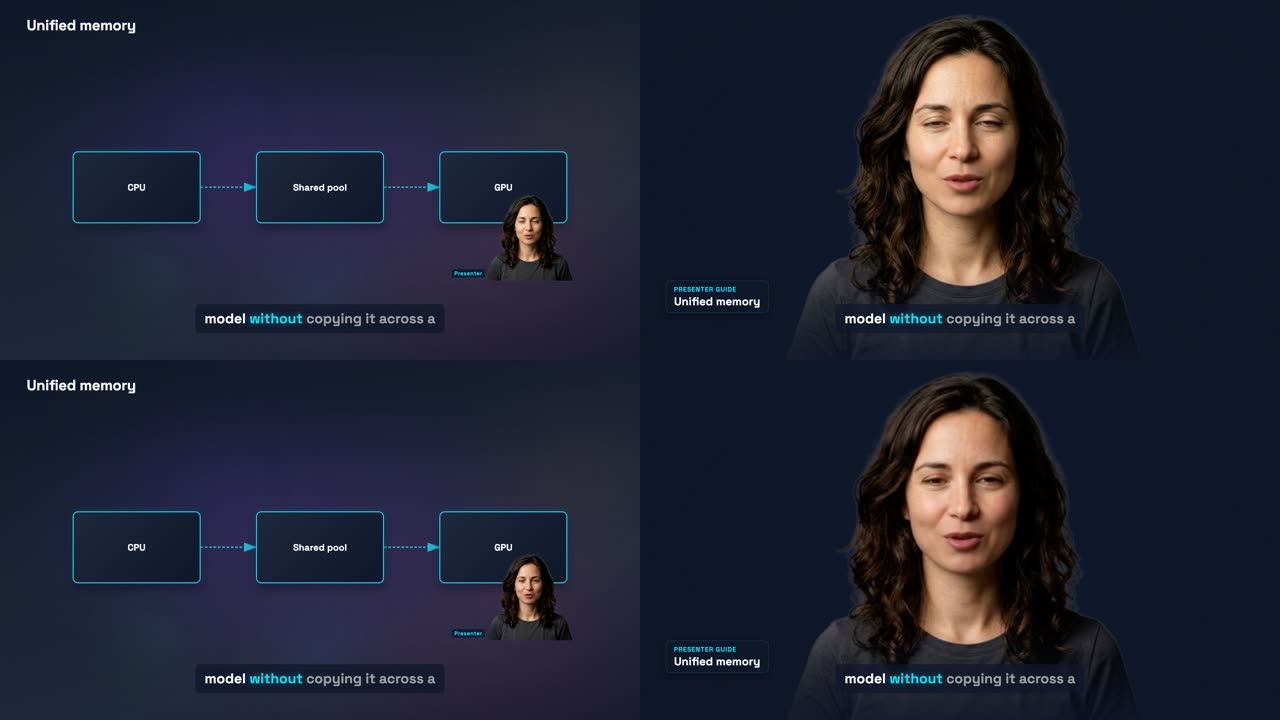 Unified memory
CPU
Shared pool
GPU
Presenter
model without copying it across a
PRESENTER GUIDE
Unified memory
model without copying it across a
Unified memory
CPU
Shared pool
GPU
Presenter
model without copying it across a
PRESENTER GUIDE
Unified memory
model without copying it across a